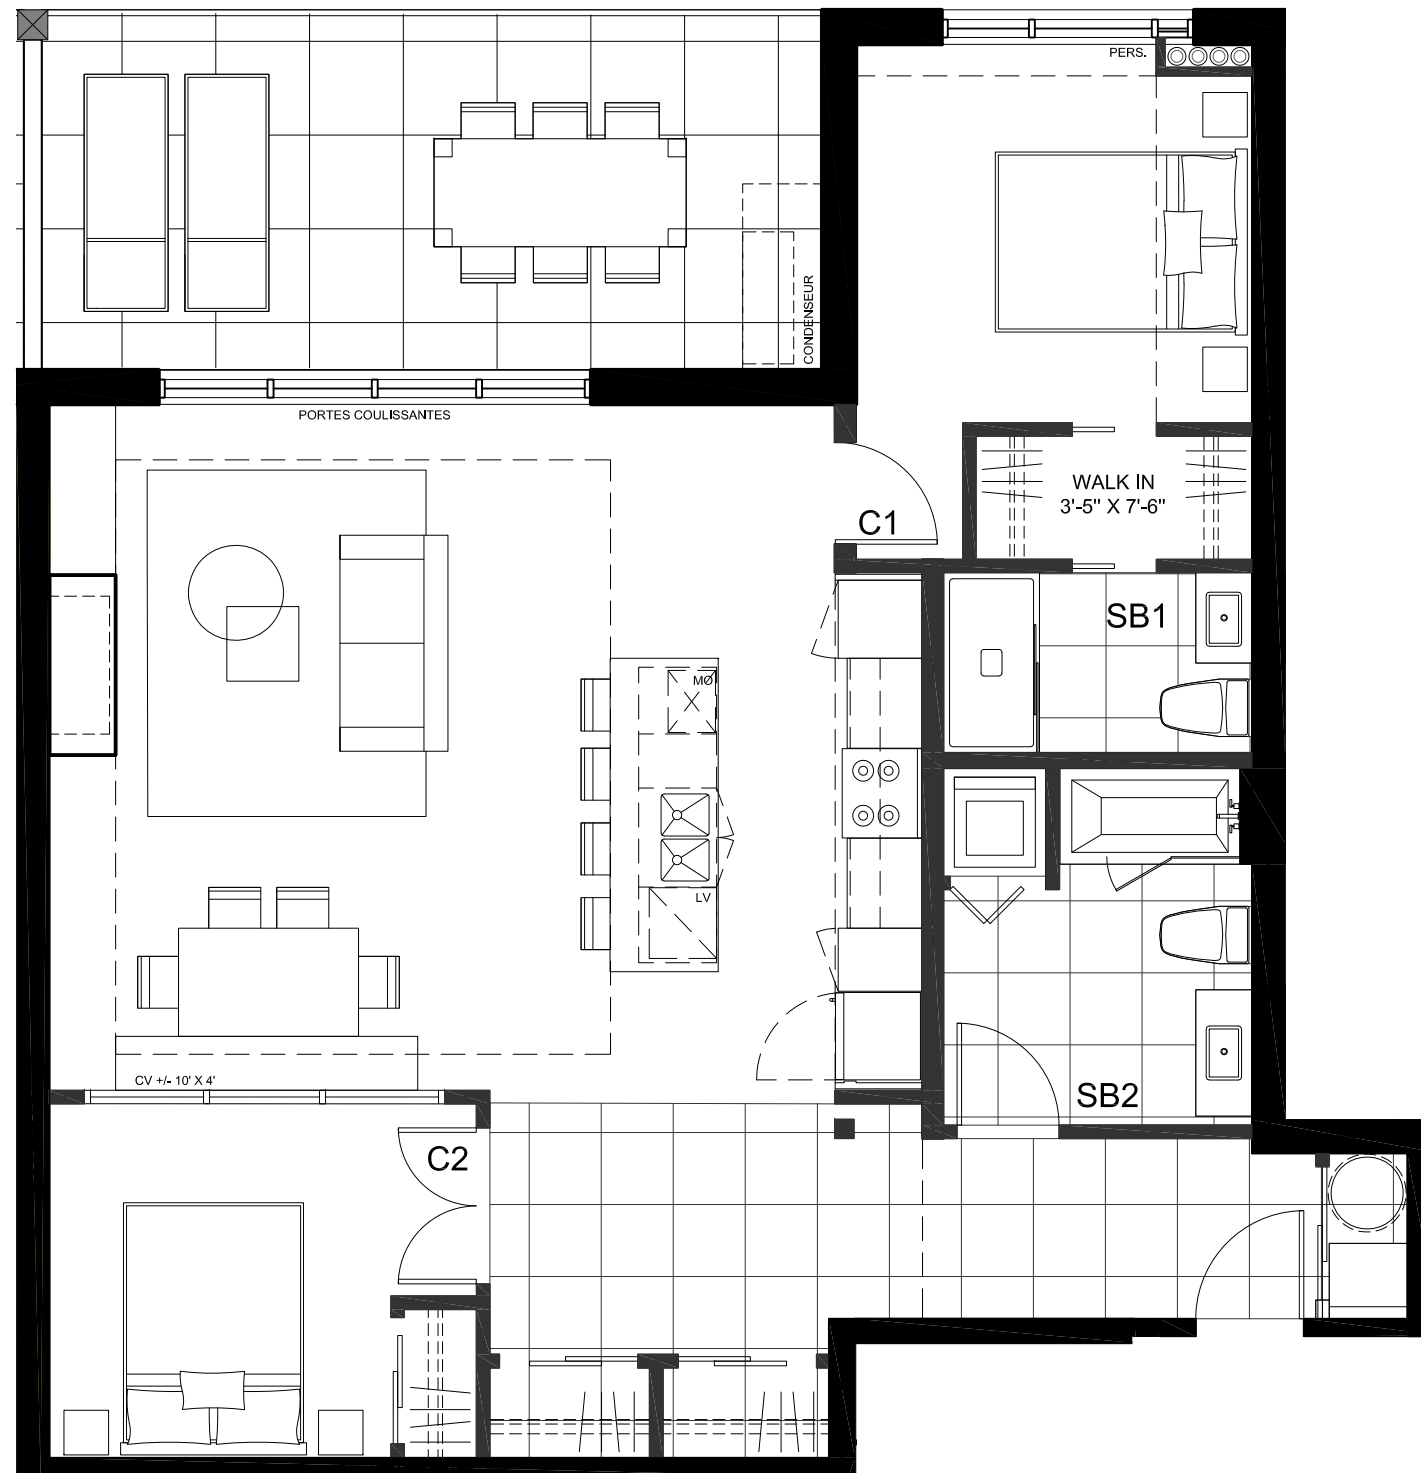 PERS.
CONDENSEUR
PORTES COULISSANTES
WALK IN
3'-5" X 7'-6"
C1
SB1
MO
LV
CV +/- 10' X 4'
SB2
C2